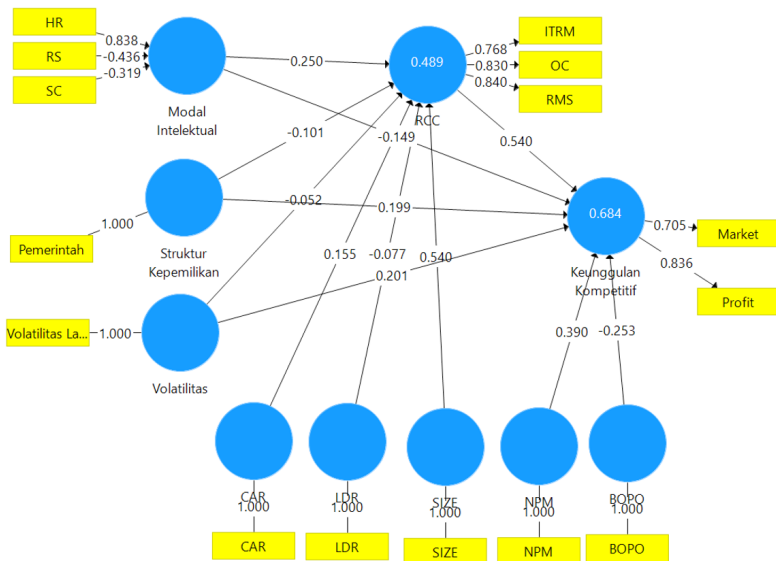 HR
0.838
RS
-0.436
SC
-0.319
Modal
Intelektual
0.250
0.489
RCC
0.768
ITRM
0.830
OC
0.840
RMS
-0.101
-0.149
0.540
-0.052
0.199
1.000
Pemerintah
Struktur
Kepemilikan
0.684
Keunggulan
Kompetitif
0.705
Market
0.836
Profit
0.155
-0.077
0.201
0.540
1.000
Volatilitas La...
Volatilitas
0.390
-0.253
CAR
1.000
LDR
1.000
SIZE
1.000
NPM
1.000
BOPO
1.000
CAR
LDR
SIZE
NPM
BOPO